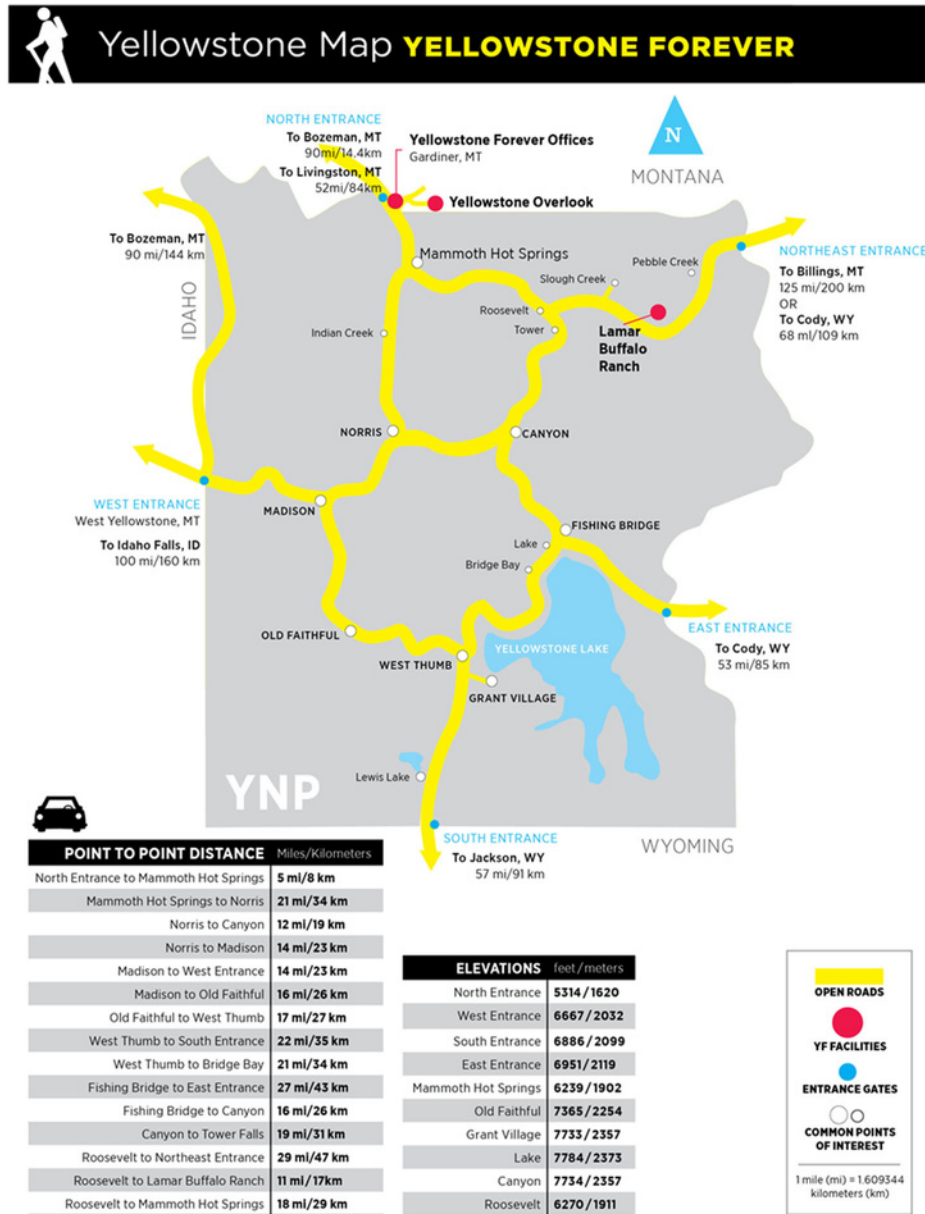 Yellowstone Map YELLOWSTONE FOREVER
NORTH ENTRANCE
To Bozeman, MT
90mi/14.4km
To Livingston, MT
52mi/84km
Yellowstone Forever Offices
Gardiner, MT
Yellowstone Overlook
N
MONTANA
To Bozeman, MT
90 mi/144 km
IDAHO
Mammoth Hot Springs
Indian Creek
Slough Creek
Pebble Creek
Roosevelt
Tower
Lamar
Buffalo
Ranch
NORTHEAST ENTRANCE
To Billings, MT
125 mi/200 km
OR
To Cody, WY
68 ml/109 km
NORRIS
CANYON
WEST ENTRANCE
West Yellowstone, MT
To Idaho Falls, ID
100 mi/160 km
MADISON
FISHING BRIDGE
Lake
Bridge Bay
OLD FAITHFUL
WEST THUMB
YELLOWSTONE LAKE
GRANT VILLAGE
EAST ENTRANCE
To Cody, WY
53 mi/85 km
Lewis Lake
YNP
SOUTH ENTRANCE
To Jackson, WY
57 mi/91 km
WYOMING
POINT TO POINT DISTANCE Miles/Kilometers
North Entrance to Mammoth Hot Springs 5 mi/8 km
Mammoth Hot Springs to Norris 21 mi/34 km
Norris to Canyon 12 mi/19 km
Norris to Madison 14 mi/23 km
Madison to West Entrance 14 mi/23 km
Madison to Old Faithful 16 mi/26 km
Old Faithful to West Thumb 17 mi/27 km
West Thumb to South Entrance 22 mi/35 km
West Thumb to Bridge Bay 21 mi/34 km
Fishing Bridge to East Entrance 27 mi/43 km
Fishing Bridge to Canyon 16 mi/26 km
Canyon to Tower Falls 19 mi/31 km
Roosevelt to Northeast Entrance 29 mi/47 km
Roosevelt to Lamar Buffalo Ranch 11 mi/17km
Roosevelt to Mammoth Hot Springs 18 mi/29 km
ELEVATIONS feet/meters
North Entrance 5314/1620
West Entrance 6667/2032
South Entrance 6886/2099
East Entrance 6951/2119
Mammoth Hot Springs 6239/1902
Old Faithful 7365/2254
Grant Village 7733/2357
Lake 7784/2373
Canyon 7734/2357
Roosevelt 6270/1911
OPEN ROADS
YF FACILITIES
ENTRANCE GATES
COMMON POINTS
OF INTEREST
1 mile (mi) = 1.609344
kilometers (km)